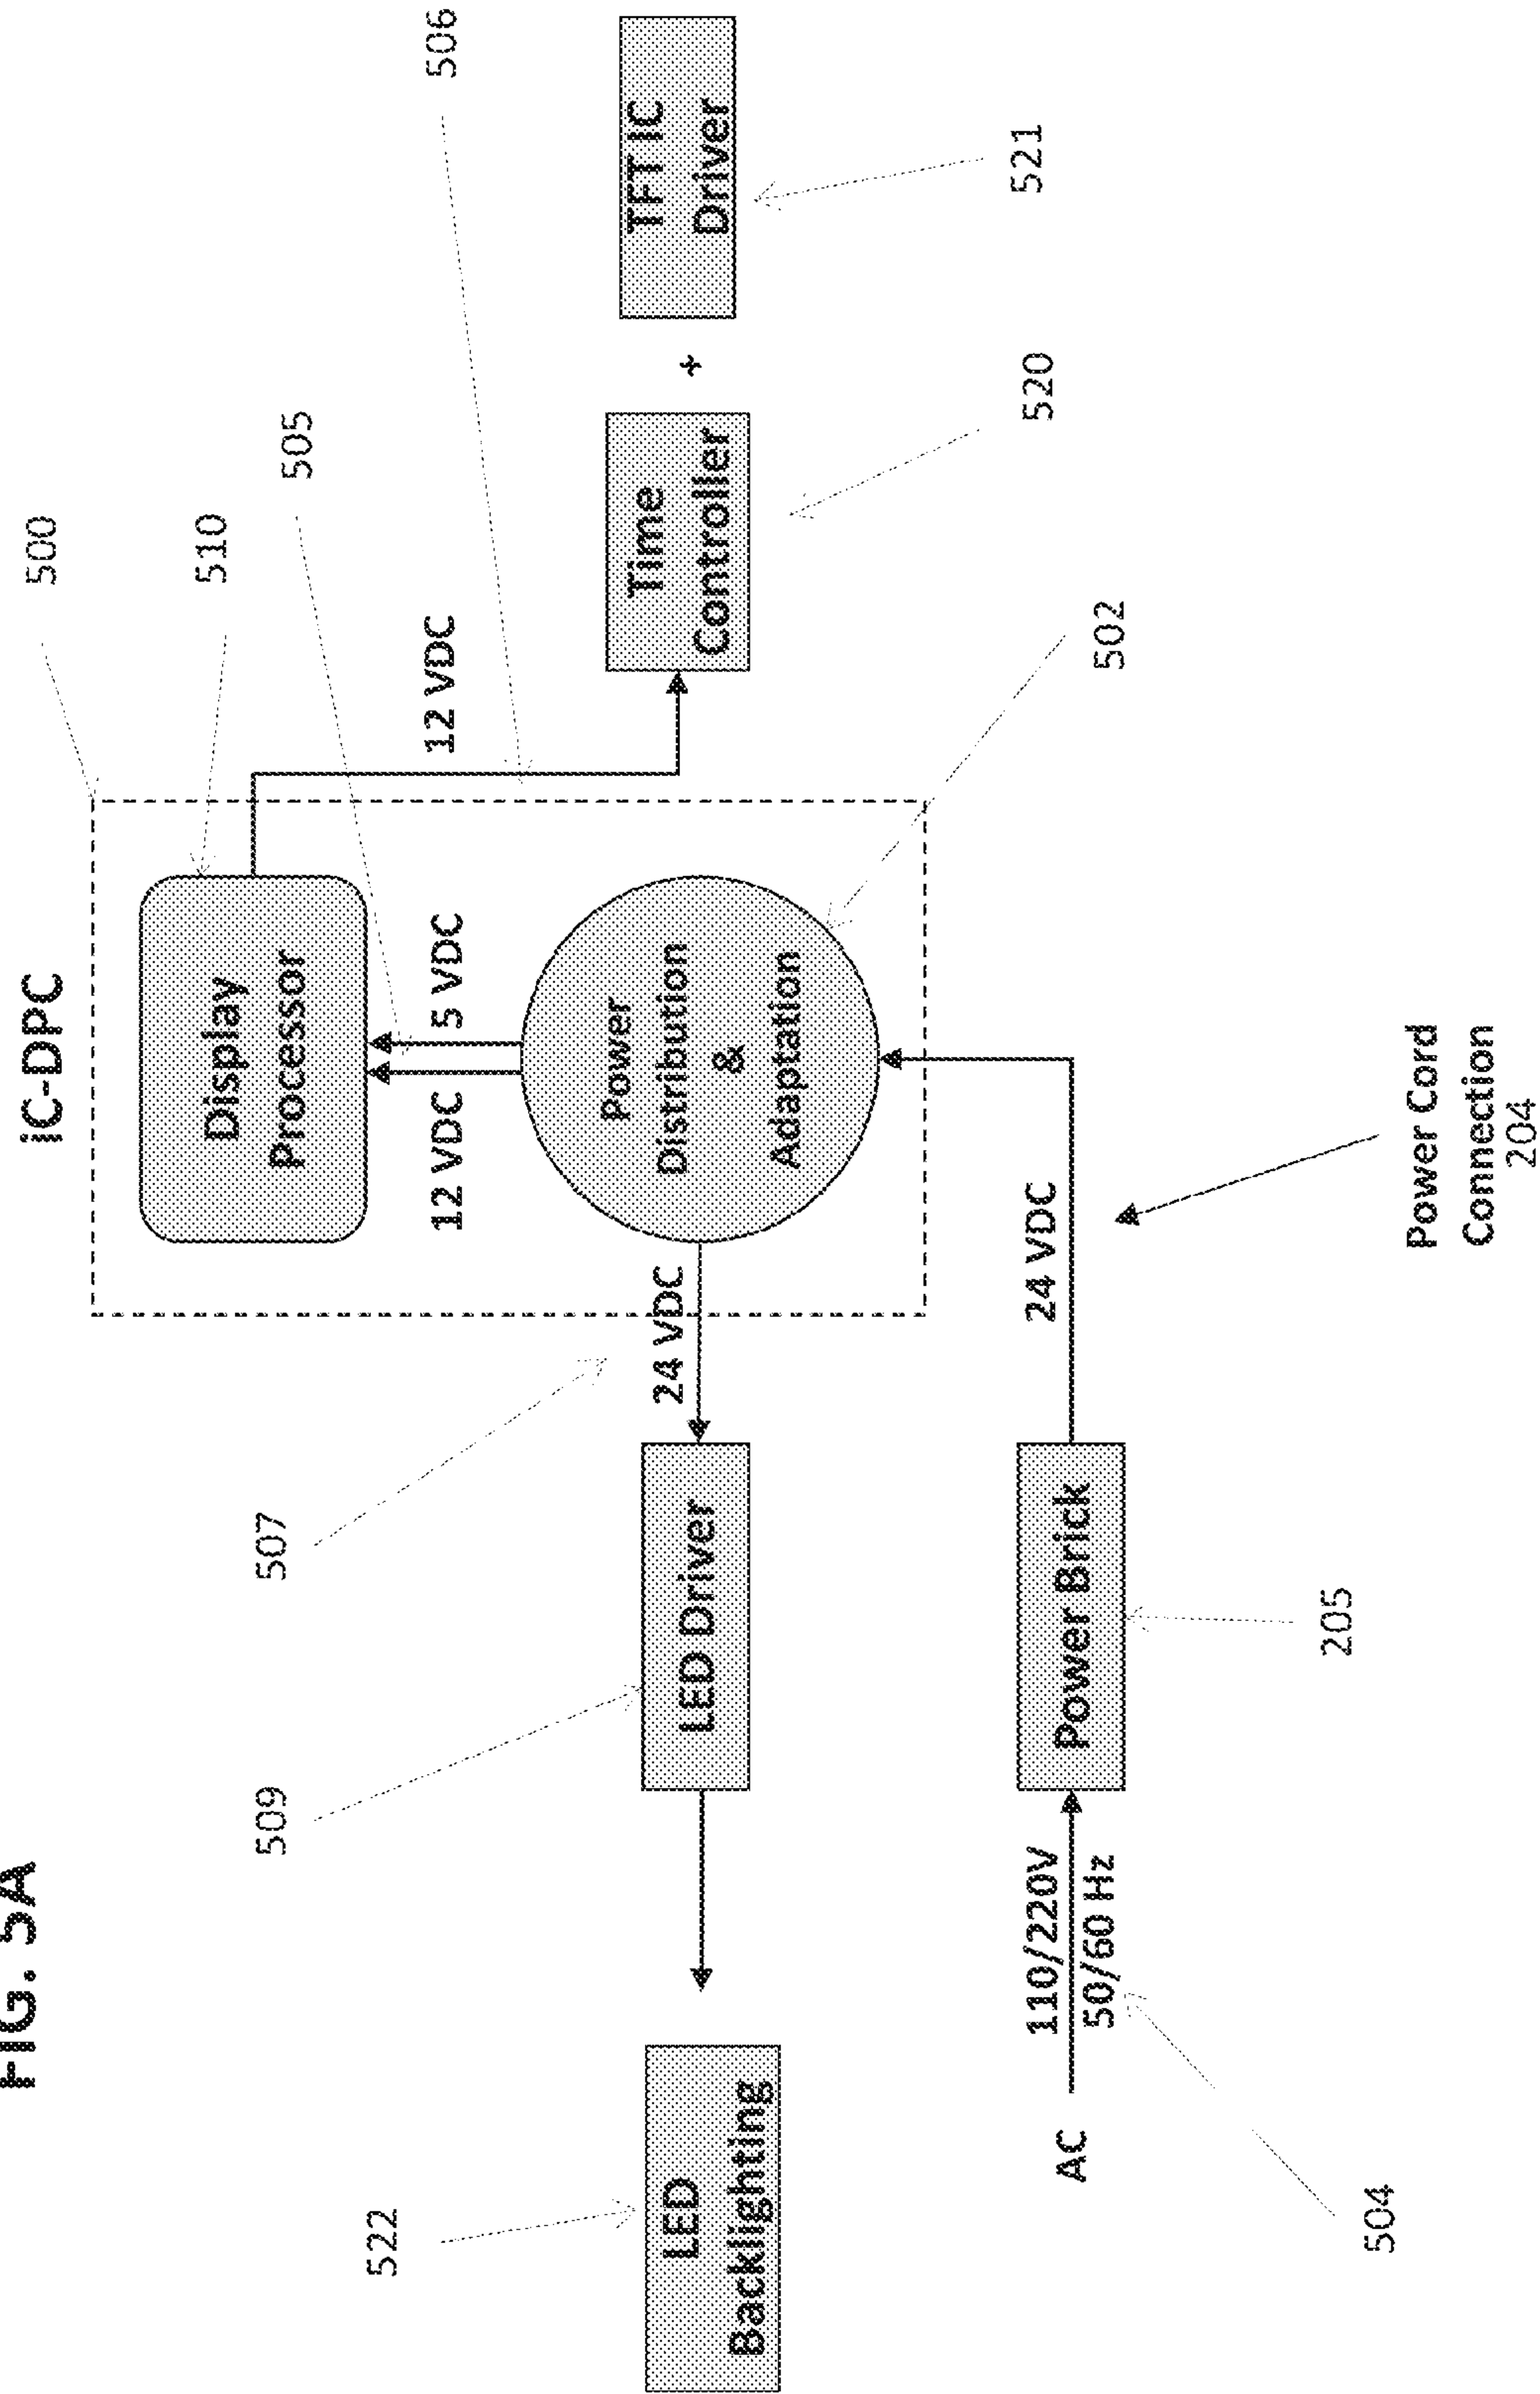 FIG. 5A
iC-DPC
500
510
505
506
Display
Processor
12 VDC
5 VDC
12 VDC
Power
Distribution
&
Adaptation
24 VDC
507
509
522
LED
Backlighting
LED Driver
Time
Controller
+
TFT IC
Driver
520
521
502
AC
110/220V
50/60 Hz
504
Power Brick
205
24 VDC
Power Cord
Connection
204